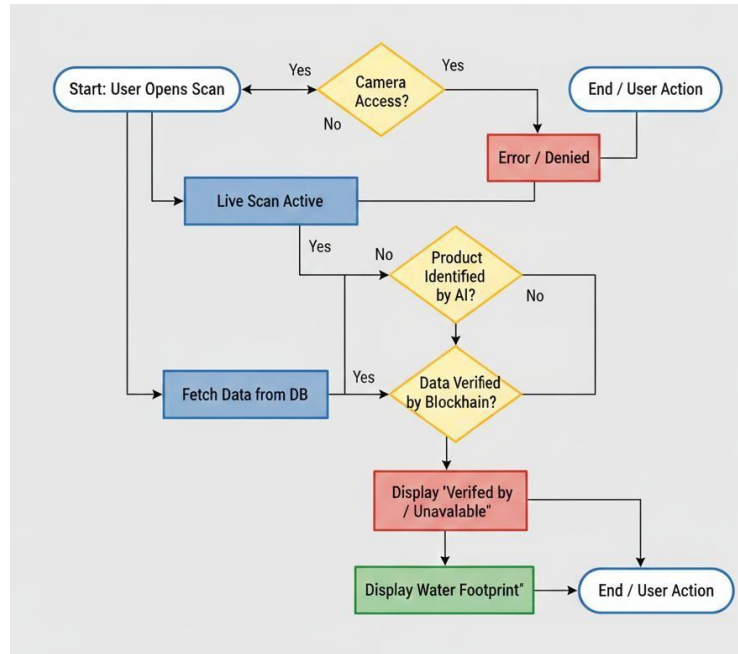 Start: User Opens Scan
Yes
Camera
Access?
Yes
No
End / User Action
Error / Denied
Live Scan Active
Yes
No
Product
Identified
by AI?
No
Fetch Data from DB
Yes
Data Verified
by Blockhain?
Display "Verifed by
/ Unavalable"
Display Water Footprint"
End / User Action